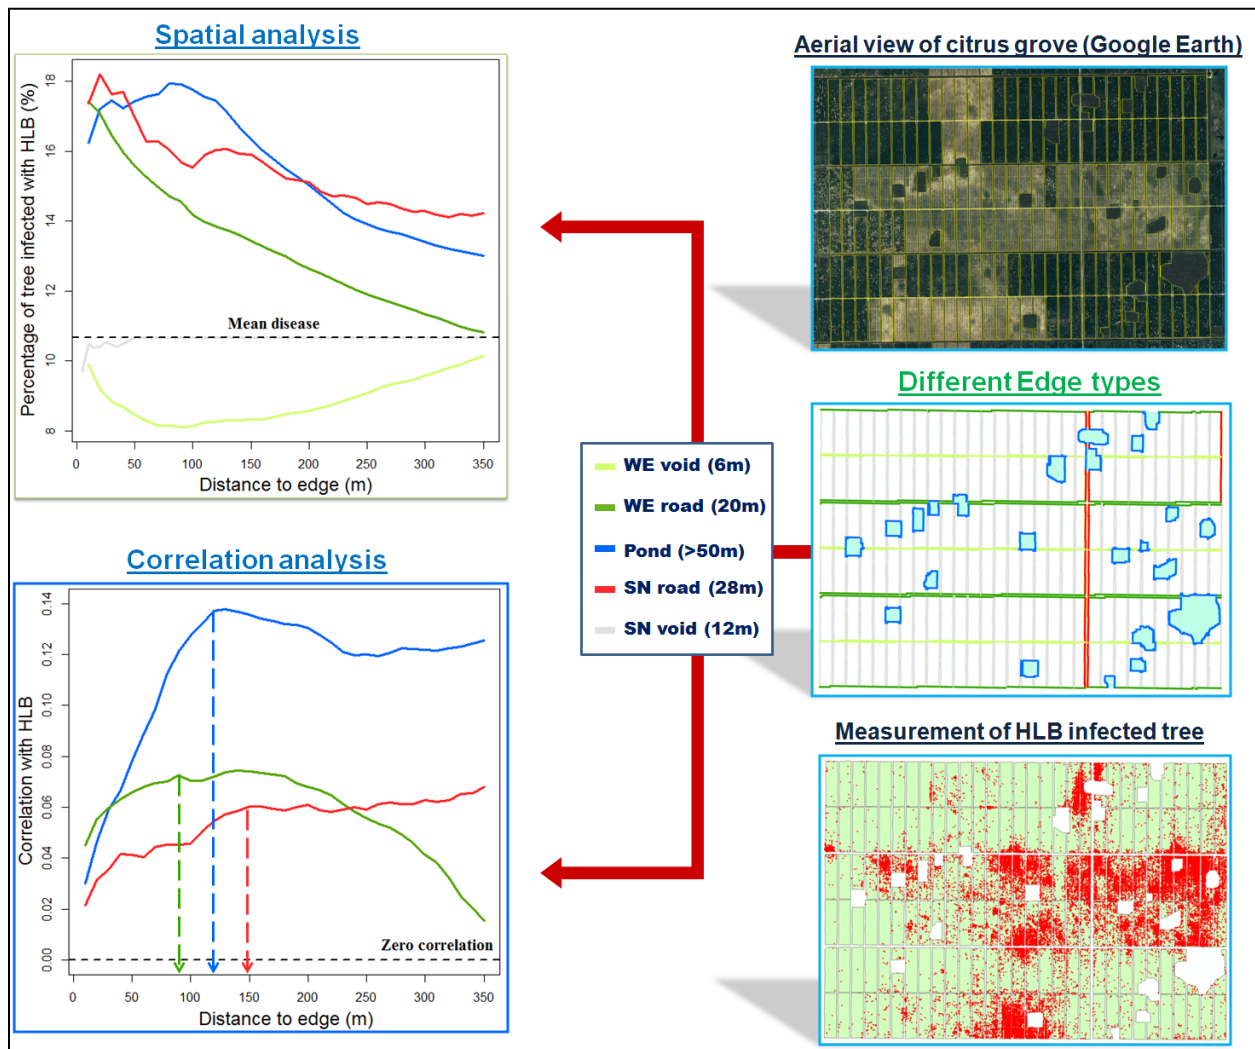 Spatial analysis
Percentage of tree infected with HLB (%)
18
16
14
12
10
8
Mean disease
0 50 100 150 200 250 300 350
Distance to edge (m)
Aerial view of citrus grove (Google Earth)
Different Edge types
WE void (6m)
WE road (20m)
Pond (>50m)
SN road (28m)
SN void (12m)
Correlation analysis
Correlation with HLB
0.14
0.12
0.10
0.08
0.06
0.04
0.02
0.00
Zero correlation
0 50 100 150 200 250 300 350
Distance to edge (m)
Measurement of HLB infected tree